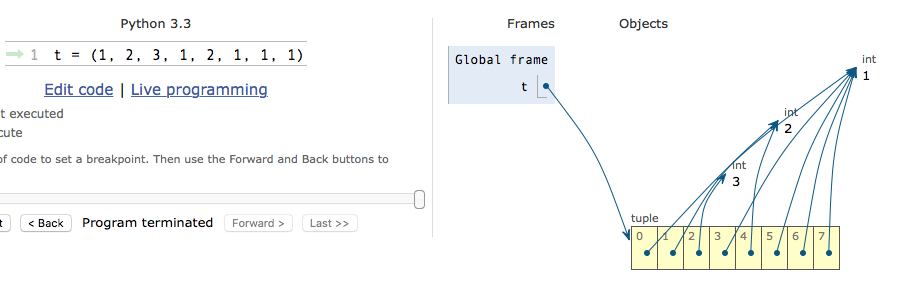 Python 3.3
1 t = (1, 2, 3, 1, 2, 1, 1, 1)
Edit code | Live programming
t executed
cute
of code to set a breakpoint. Then use the Forward and Back buttons to
t
< Back
Program terminated
Forward >
Last >>
Frames
Objects
Global frame
t
int
1
int
2
int
3
tuple
0 1 2 3 4 5 6 7